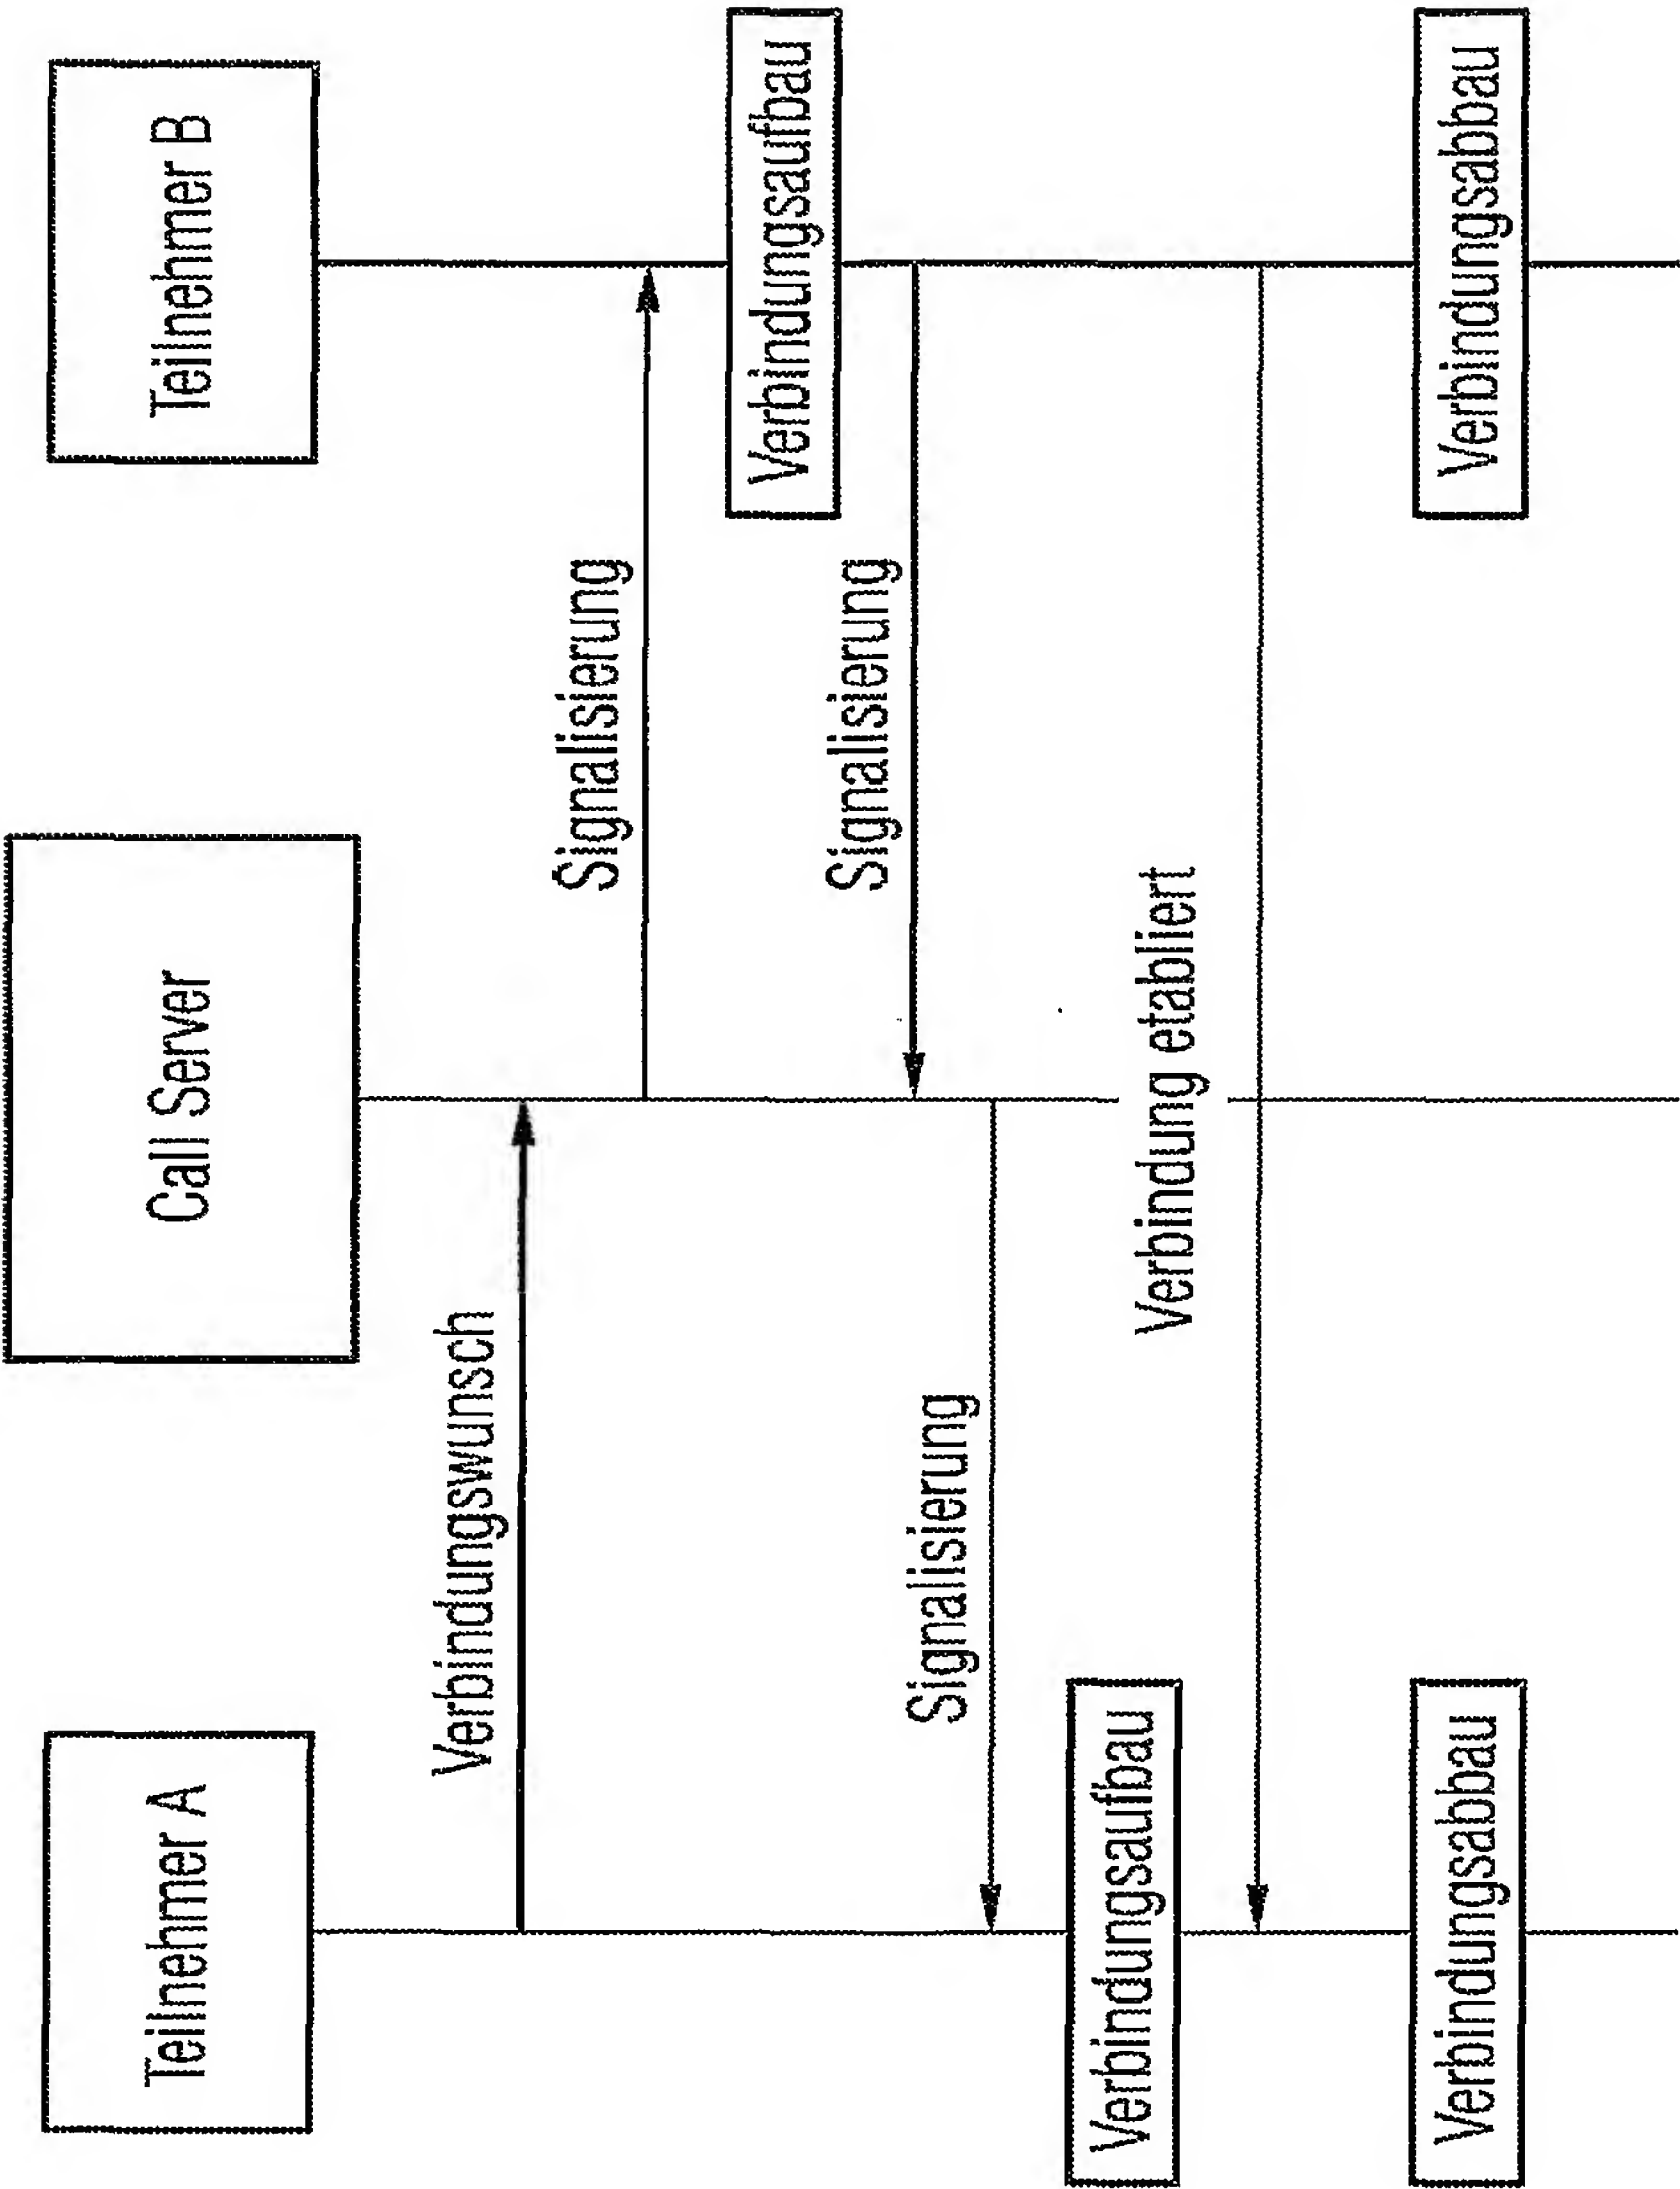 Teilnehmer A
Call Server
Teilnehmer B
Verbindungswunsch
Signalisierung
Verbindungsaufbau
Signalisierung
Signalisierung
Verbindungsaufbau
Verbindung etabliert
Verbindungsabbau
Verbindungsabbau